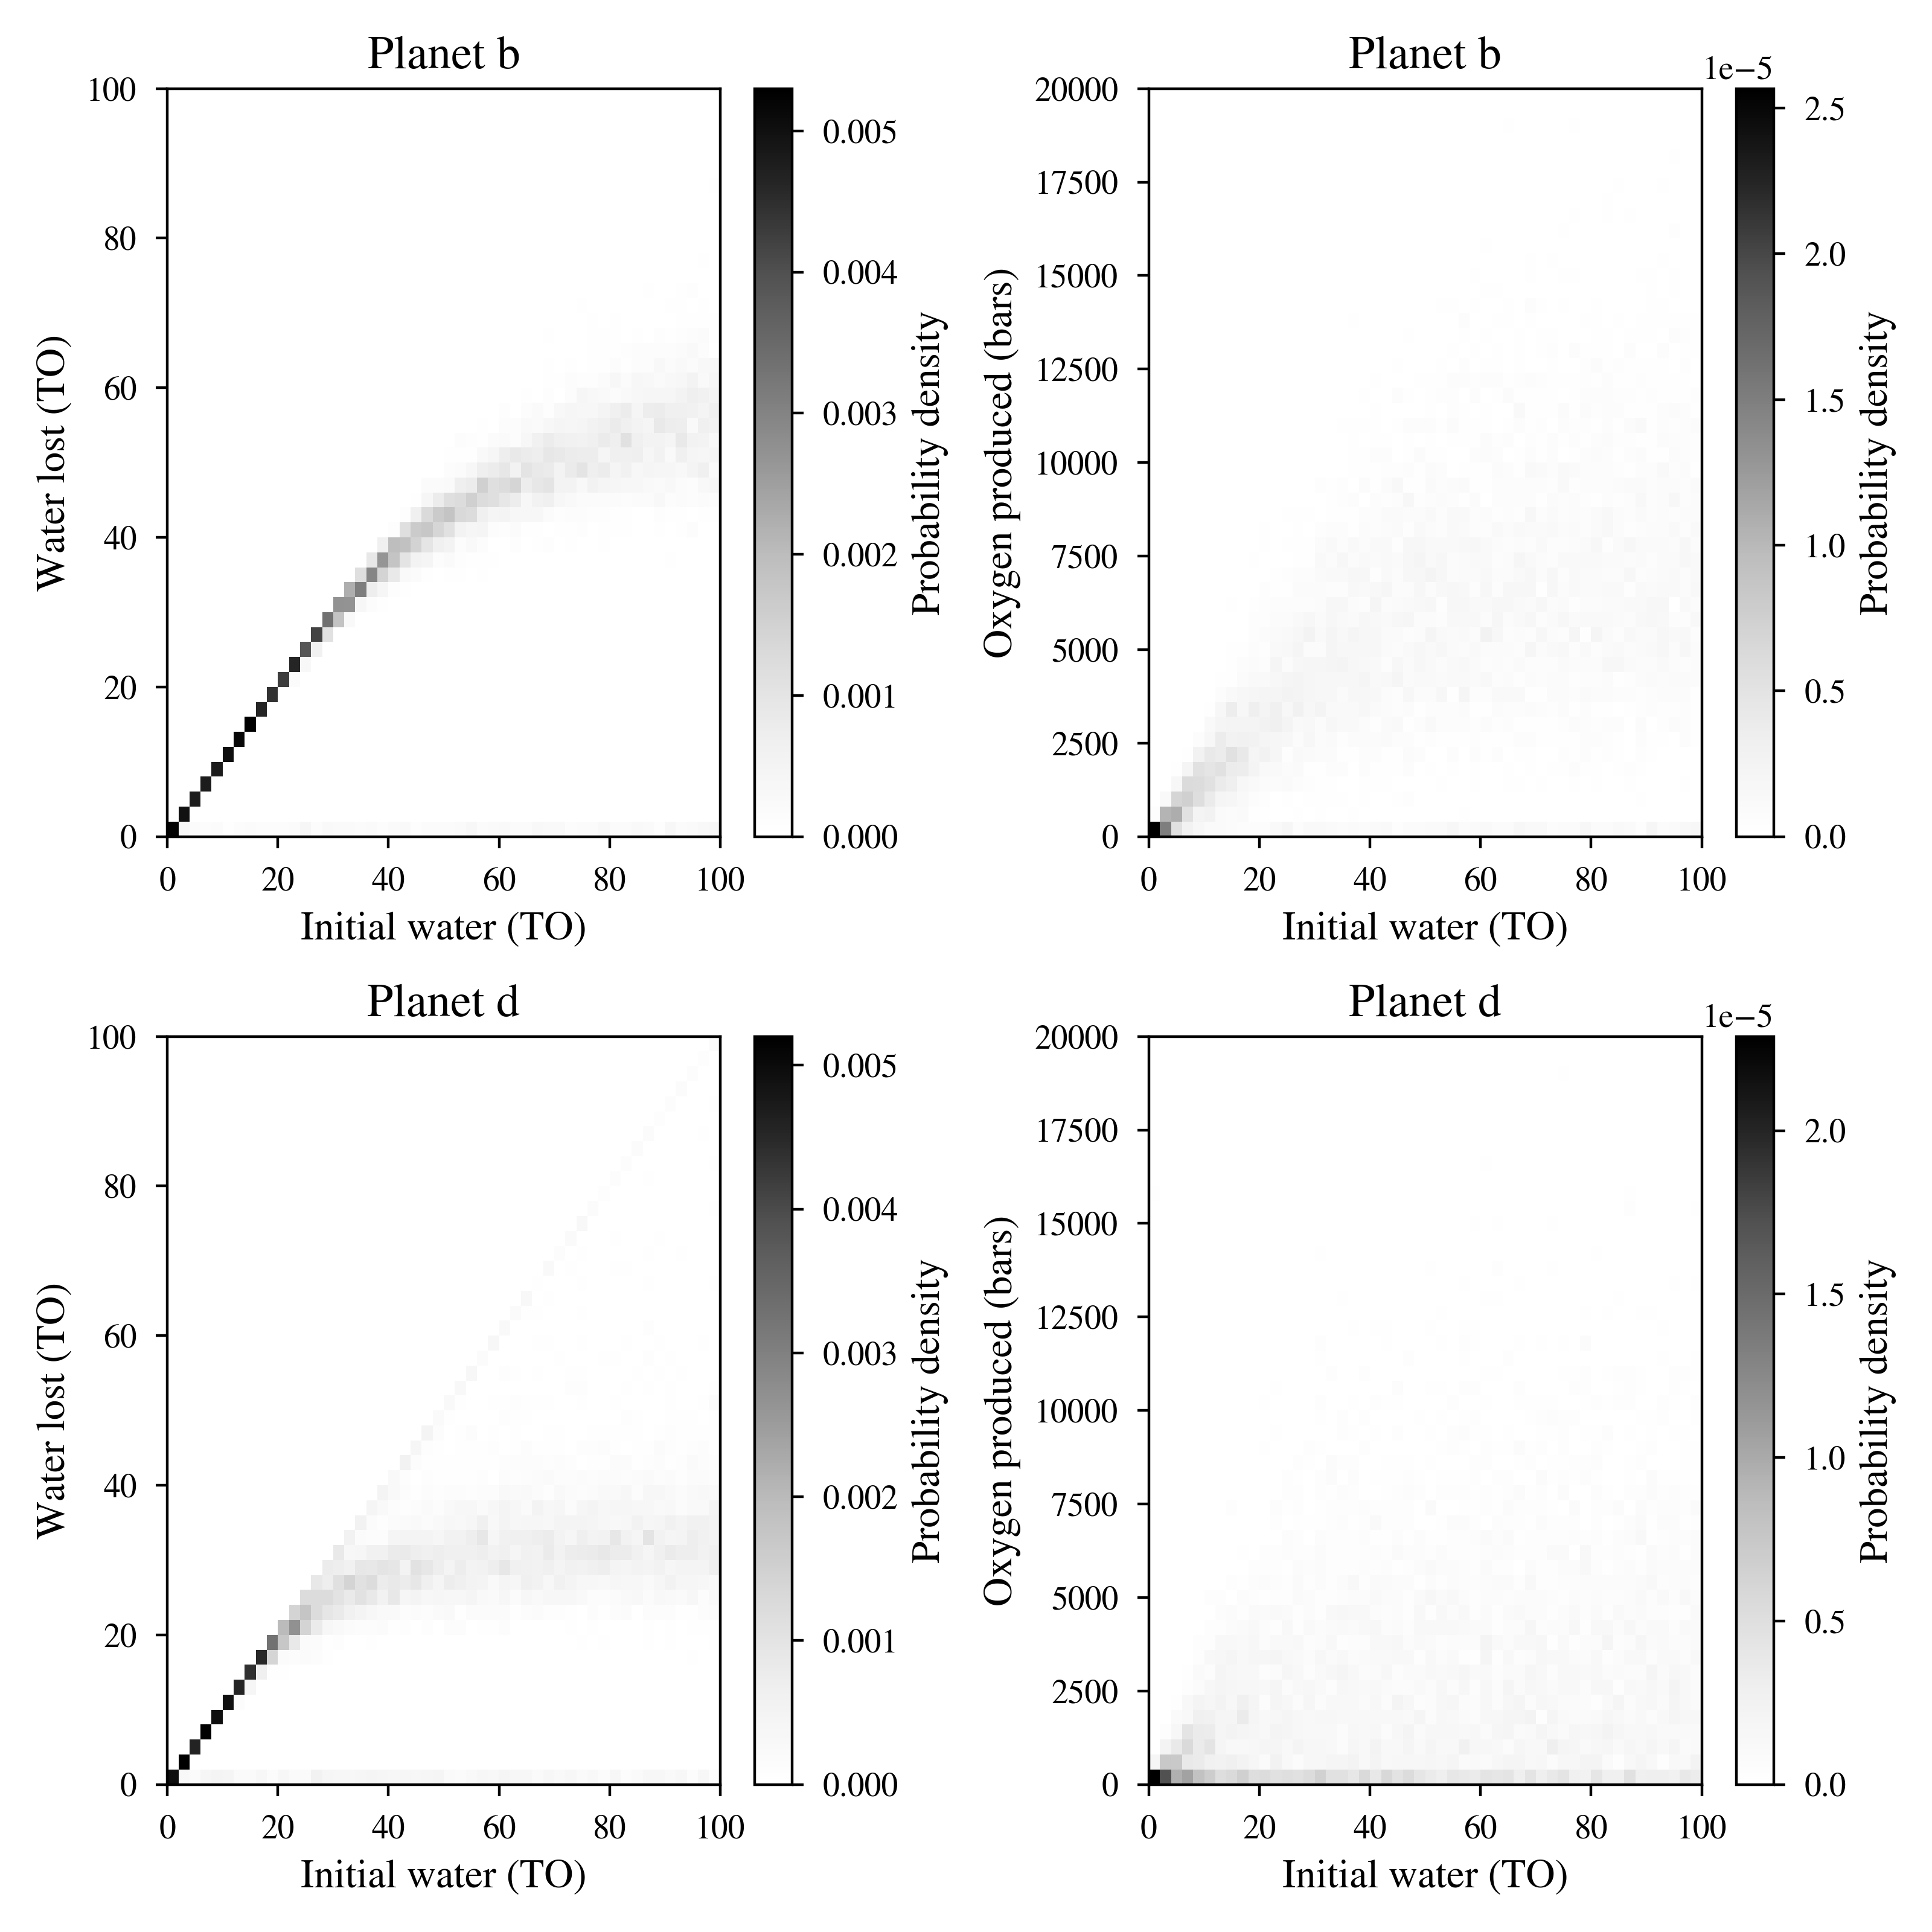 Planet b
100
80
60
40
20
0
0 20 40 60 80 100
Water lost (TO)
Initial water (TO)
0.005
0.004
0.003
0.002
0.001
0.000
Probability density
Planet b
1e−5
20000
17500
15000
12500
10000
7500
5000
2500
0
0 20 40 60 80 100
Oxygen produced (bars)
Initial water (TO)
2.5
2.0
1.5
1.0
0.5
0.0
Probability density
Planet d
100
80
60
40
20
0
0 20 40 60 80 100
Water lost (TO)
Initial water (TO)
0.005
0.004
0.003
0.002
0.001
0.000
Probability density
Planet d
1e−5
20000
17500
15000
12500
10000
7500
5000
2500
0
0 20 40 60 80 100
Oxygen produced (bars)
Initial water (TO)
2.0
1.5
1.0
0.5
0.0
Probability density